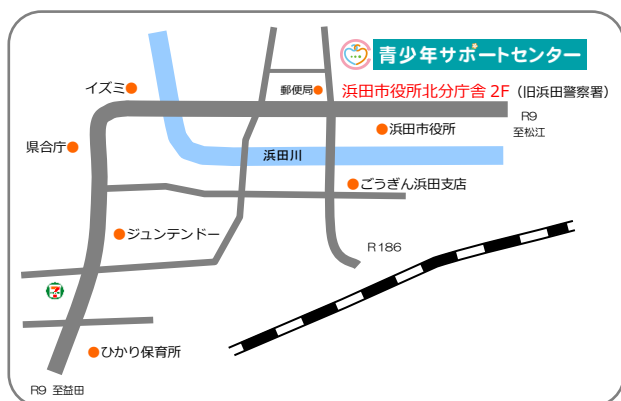 青少年サポートセンター
イズミ
郵便局
浜田市役所北分庁舎 2F（旧浜田警察署）
R9
至松江
浜田市役所
県合庁
浜田川
ごうぎん浜田支店
ジュンテンドー
R186
7
ひかり保育所
R9 至益田